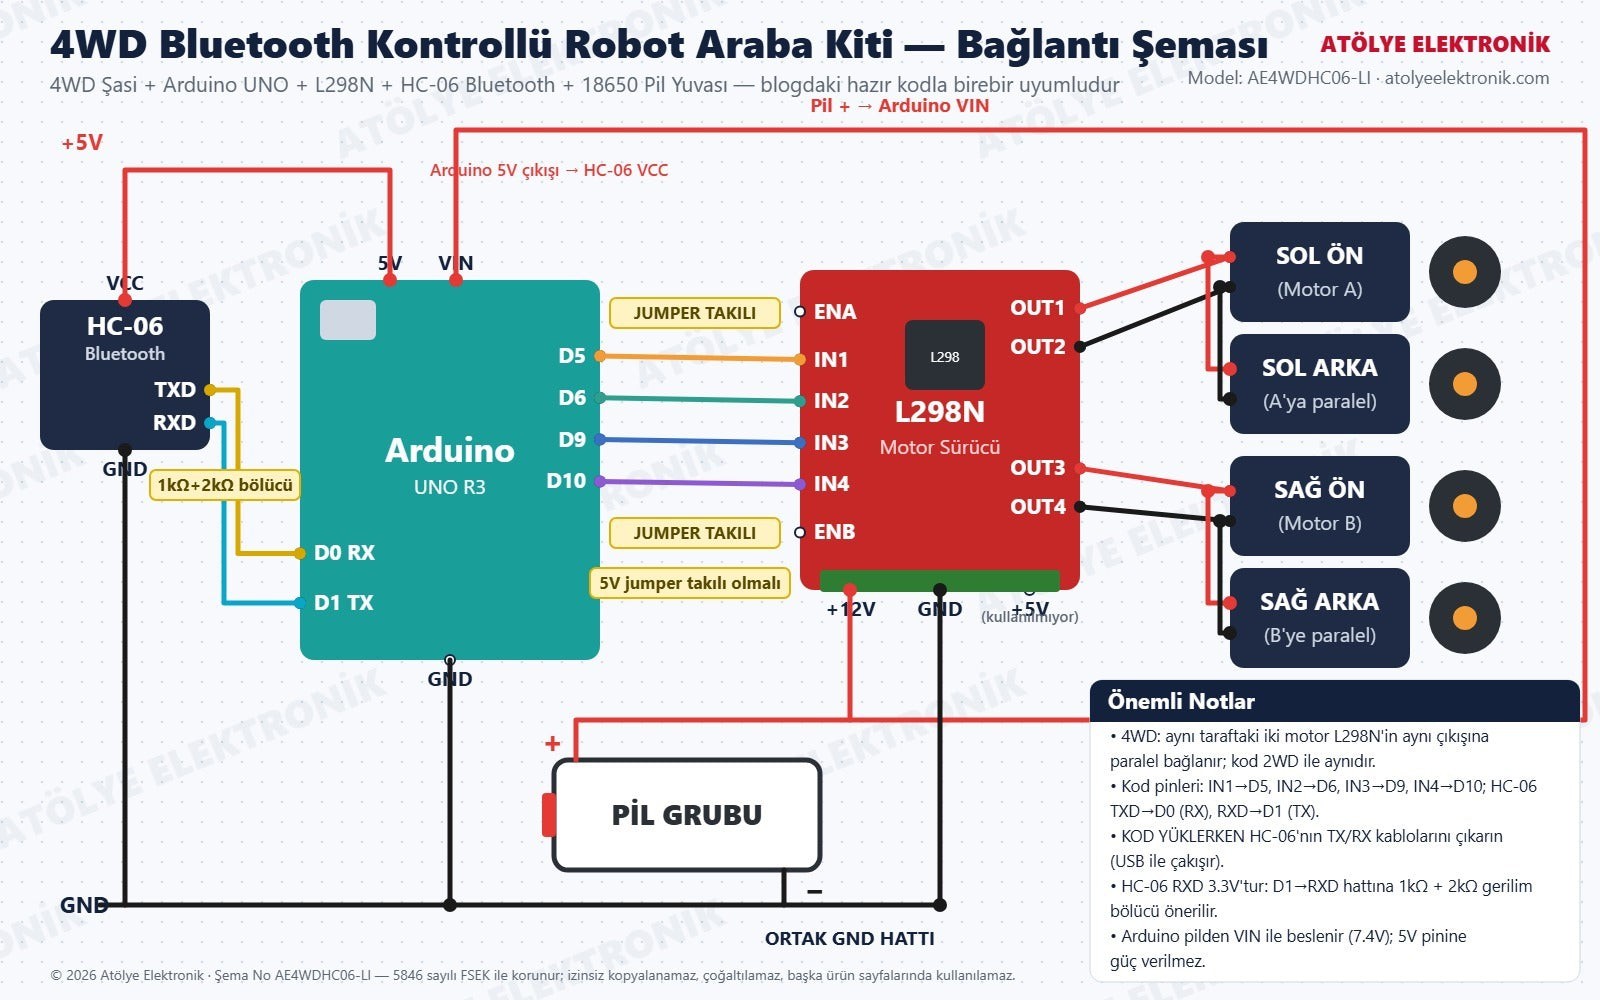 4WD Bluetooth Kontrollü Robot Araba Kiti — Bağlantı Şeması
ATÖLYE ELEKTRONİK
4WD Şasi + Arduino UNO + L298N + HC-06 Bluetooth + 18650 Pil Yuvası — blogdaki hazır kodla birebir uyumludur
Model: AE4WDHC06-LI · atolyeelektronik.com
Pil + → Arduino VIN
+5V
Arduino 5V çıkışı → HC-06 VCC
VCC
5V
VIN
HC-06
Bluetooth
TXD
RXD
GND
1kΩ+2kΩ bölücü
Arduino
UNO R3
D5
D6
D9
D10
D0 RX
D1 TX
GND
JUMPER TAKILI
JUMPER TAKILI
5V jumper takılı olmalı
ENA
IN1
IN2
IN3
IN4
ENB
L298
L298N
Motor Sürücü
OUT1
OUT2
OUT3
OUT4
+12V
GND
+5V
(kullanılmıyor)
SOL ÖN
(Motor A)
SOL ARKA
(A'ya paralel)
SAĞ ÖN
(Motor B)
SAĞ ARKA
(B'ye paralel)
+
PİL GRUBU
−
GND
ORTAK GND HATTI
Önemli Notlar
• 4WD: aynı taraftaki iki motor L298N'in aynı çıkışına
paralel bağlanır; kod 2WD ile aynıdır.
• Kod pinleri: IN1→D5, IN2→D6, IN3→D9, IN4→D10; HC-06
TXD→D0 (RX), RXD→D1 (TX).
• KOD YÜKLERKEN HC-06'nın TX/RX kablolarını çıkarın
(USB ile çakışır).
• HC-06 RXD 3.3V'tur: D1→RXD hattına 1kΩ + 2kΩ gerilim
bölücü önerilir.
• Arduino pilden VIN ile beslenir (7.4V); 5V pinine
güç verilmez.
© 2026 Atölye Elektronik · Şema No AE4WDHC06-LI — 5846 sayılı FSEK ile korunur; izinsiz kopyalanamaz, çoğaltılamaz, başka ürün sayfalarında kullanılamaz.